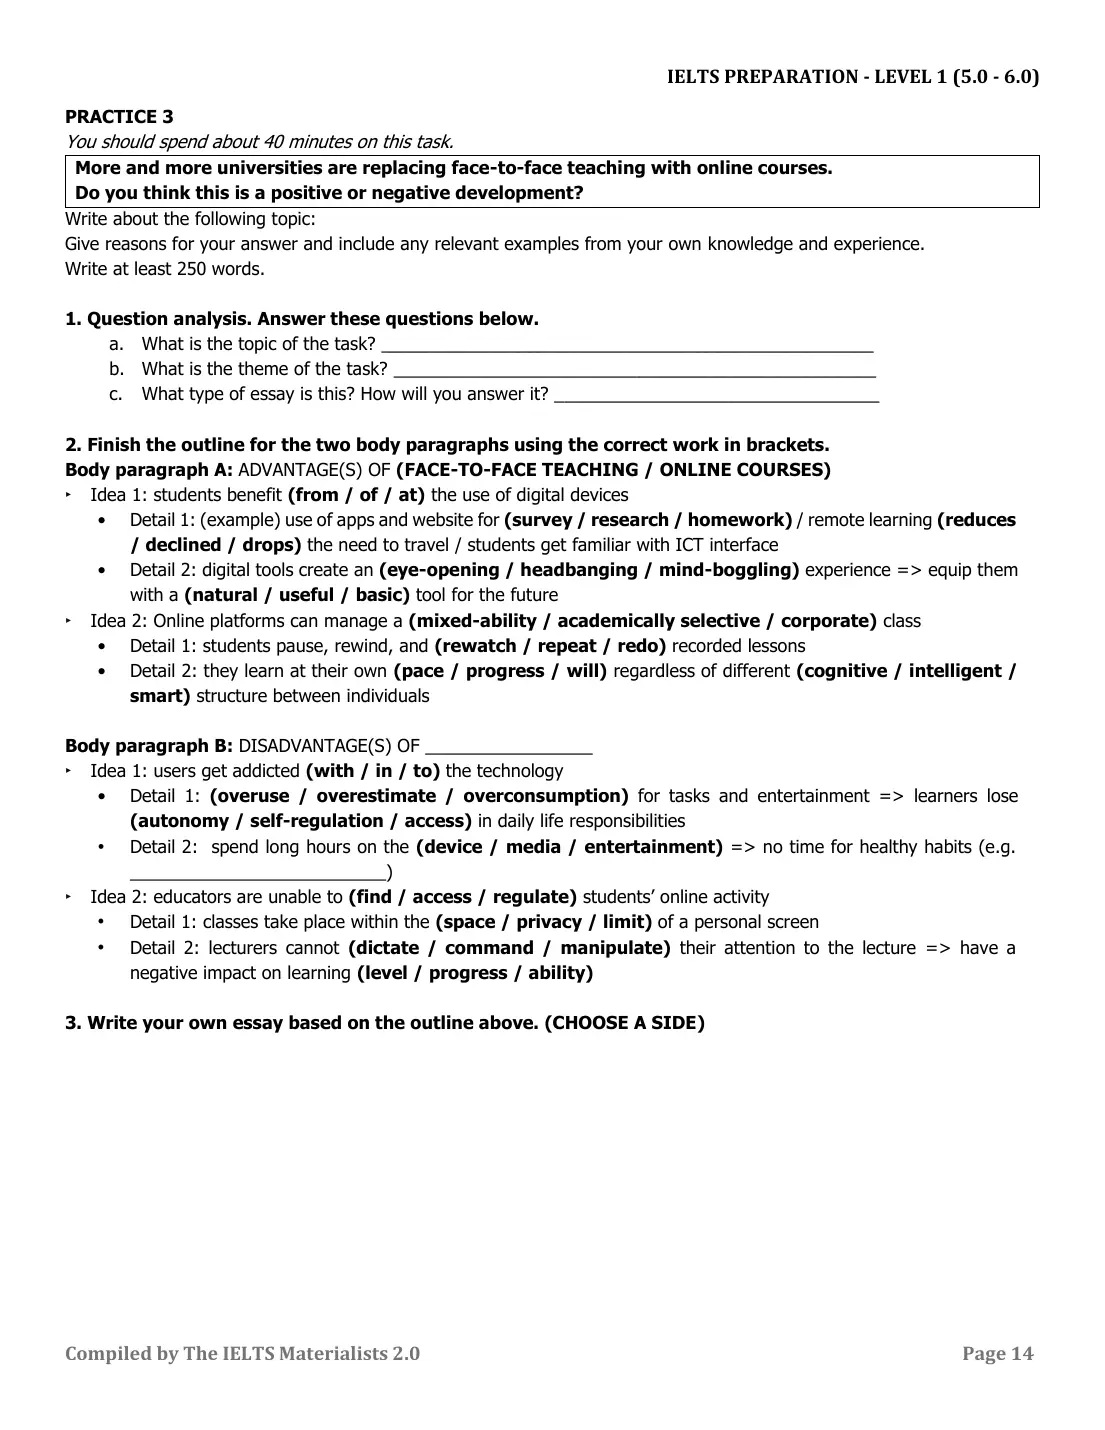 IELTS PREPARATION - LEVEL 1 (5.0 - 6.0)
PRACTICE 3
You should spend about 40 minutes on this task.
More and more universities are replacing face-to-face teaching with online courses.
Do you think this is a positive or negative development?
Write about the following topic:
Give reasons for your answer and include any relevant examples from your own knowledge and experience.
Write at least 250 words.
1. Question analysis. Answer these questions below.
a. What is the topic of the task? ____________________________________________________
b. What is the theme of the task? ___________________________________________________
c. What type of essay is this? How will you answer it? __________________________________
2. Finish the outline for the two body paragraphs using the correct work in brackets.
Body paragraph A: ADVANTAGE(S) OF (FACE-TO-FACE TEACHING / ONLINE COURSES)
‣ Idea 1: students benefit (from / of / at) the use of digital devices
• Detail 1: (example) use of apps and website for (survey / research / homework) / remote learning (reduces
/ declined / drops) the need to travel / students get familiar with ICT interface
• Detail 2: digital tools create an (eye-opening / headbanging / mind-boggling) experience => equip them
with a (natural / useful / basic) tool for the future
‣ Idea 2: Online platforms can manage a (mixed-ability / academically selective / corporate) class
• Detail 1: students pause, rewind, and (rewatch / repeat / redo) recorded lessons
• Detail 2: they learn at their own (pace / progress / will) regardless of different (cognitive / intelligent /
smart) structure between individuals
Body paragraph B: DISADVANTAGE(S) OF _________________
‣ Idea 1: users get addicted (with / in / to) the technology
• Detail 1: (overuse / overestimate / overconsumption) for tasks and entertainment => learners lose
(autonomy / self-regulation / access) in daily life responsibilities
• Detail 2: spend long hours on the (device / media / entertainment) => no time for healthy habits (e.g.
___________________________)
‣ Idea 2: educators are unable to (find / access / regulate) students’ online activity
• Detail 1: classes take place within the (space / privacy / limit) of a personal screen
• Detail 2: lecturers cannot (dictate / command / manipulate) their attention to the lecture => have a
negative impact on learning (level / progress / ability)
3. Write your own essay based on the outline above. (CHOOSE A SIDE)
Compiled by The IELTS Materialists 2.0 Page 14